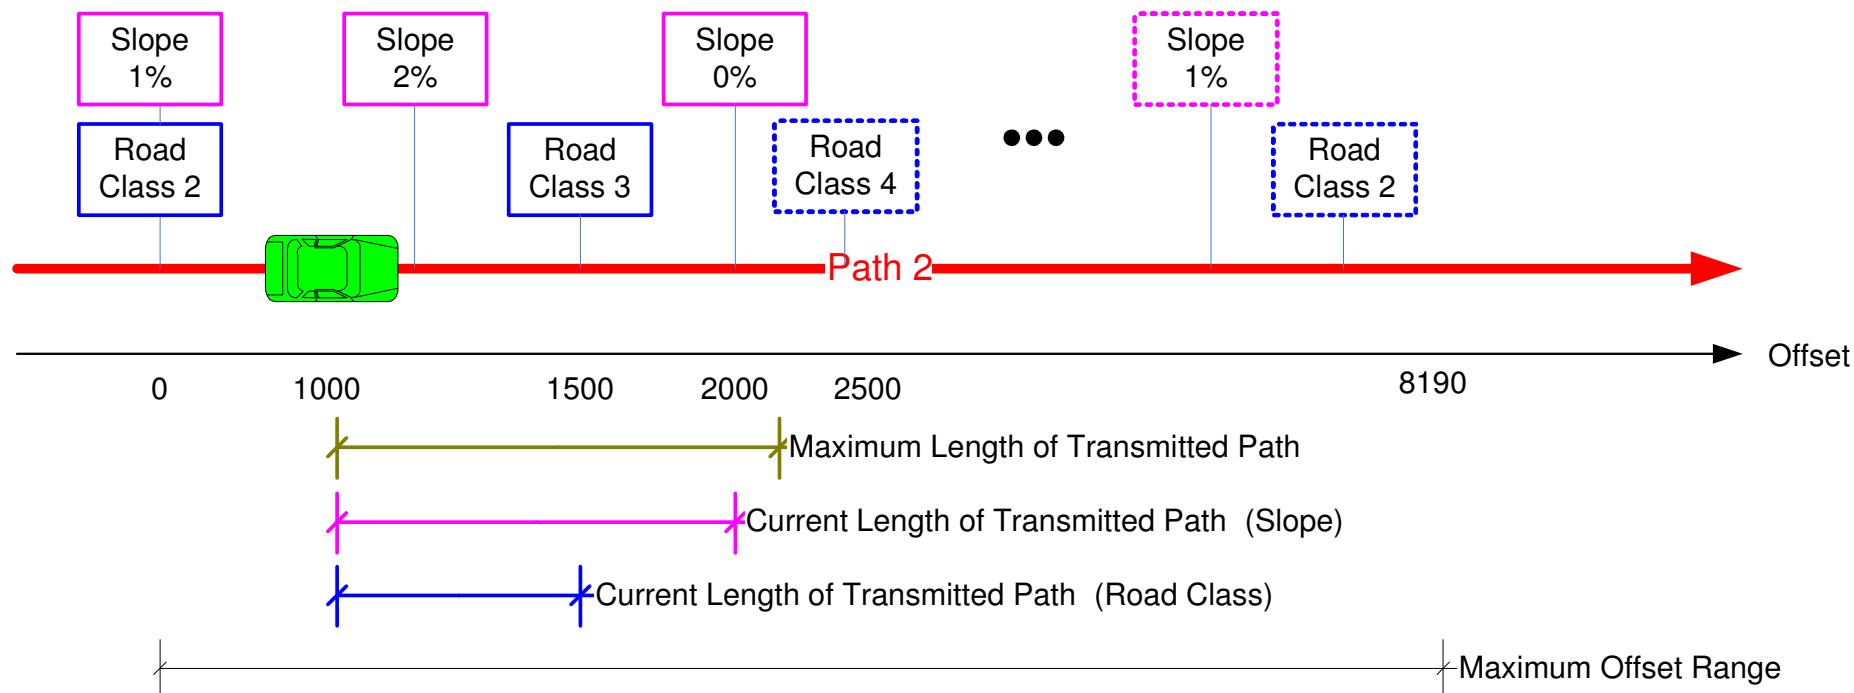 Slope
1%
Slope
2%
Slope
0%
Slope
1%
Road
Class 2
Road
Class 3
Road
Class 4
Road
Class 2
Path 2
Offset
0
1000
1500
2000
2500
8190
Maximum Length of Transmitted Path
Current Length of Transmitted Path (Slope)
Current Length of Transmitted Path (Road Class)
Maximum Offset Range